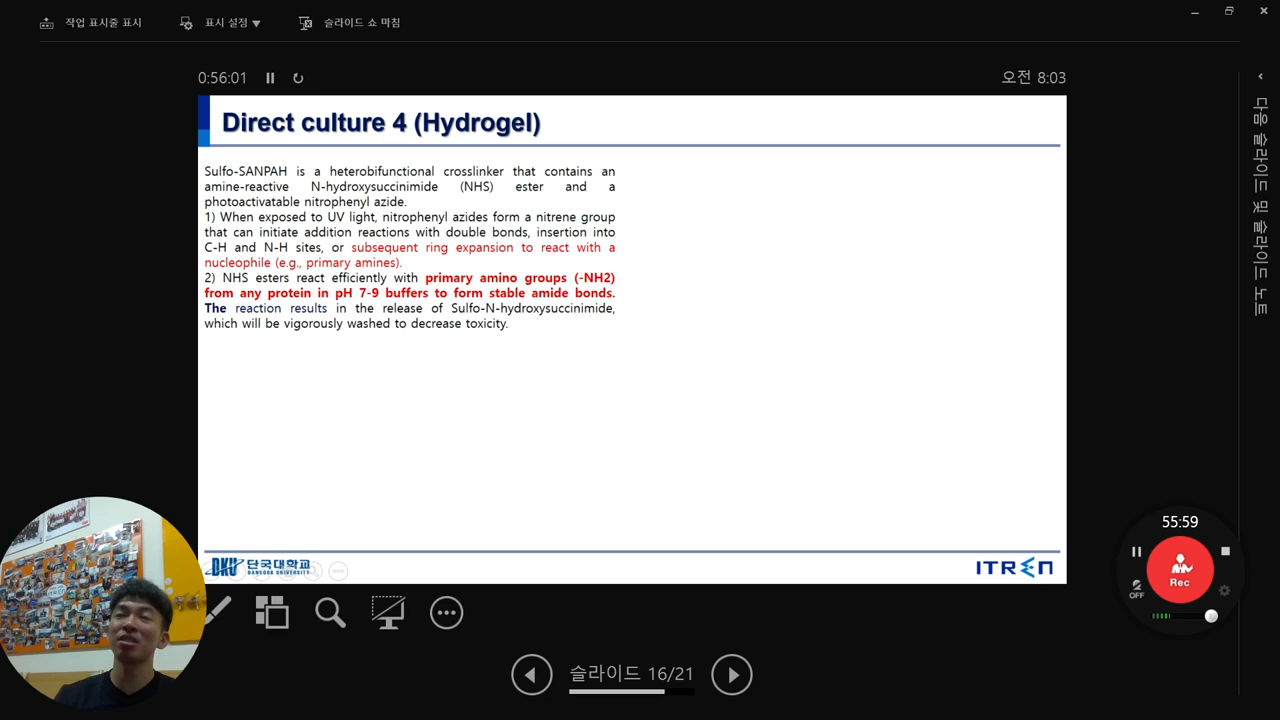 작업 표시줄 표시
표시 설정 ▼
슬라이드 쇼 마침
0:56:01
오전 8:03
Direct culture 4 (Hydrogel)
Sulfo-SANPAH is a heterobifunctional crosslinker that contains an
amine-reactive N-hydroxysuccinimide (NHS) ester and a
photoactivatable nitrophenyl azide.
1) When exposed to UV light, nitrophenyl azides form a nitrene group
that can initiate addition reactions with double bonds, insertion into
C-H and N-H sites, or subsequent ring expansion to react with a
nucleophile (e.g., primary amines).
2) NHS esters react efficiently with primary amino groups (-NH2)
from any protein in pH 7-9 buffers to form stable amide bonds.
The reaction results in the release of Sulfo-N-hydroxysuccinimide,
which will be vigorously washed to decrease toxicity.
DKU 단국대학교
DANKOOK UNIVERSITY
ITREN
슬라이드 16/21
다음 슬라이드 및 슬라이드 노트
55:59
Rec
OFF